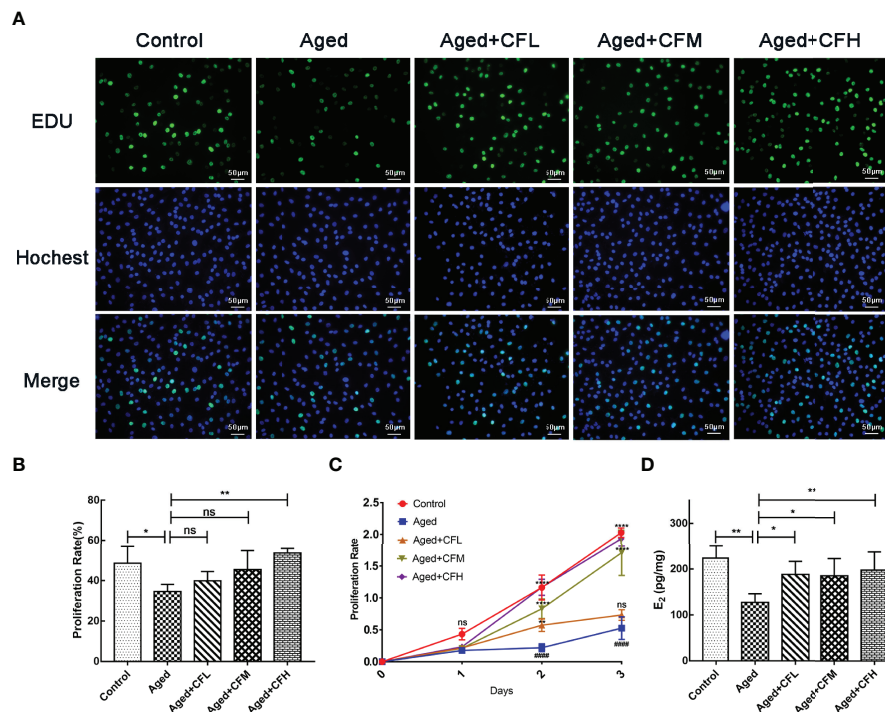 A
Control Aged Aged+CFL Aged+CFM Aged+CFH
EDU
50μm 50μm 50μm 50μm 50μm
Hochest
50μm 50μm 50μm 50μm 50μm
Merge
50μm 50μm 50μm 50μm 50μm
B
Proliferation Rate(%)
80
60
40
20
0
**
ns
* ns
Control Aged Aged+CFL Aged+CFM Aged+CFH
C
Proliferation Rate
2.5
2.0
1.5
1.0
0.5
0.0
Control
Aged
Aged+CFL
Aged+CFM
Aged+CFH
ns
****
****
####
****
****
ns
####
0 1 2 3
Days
D
E2 (pg/mg)
300
200
100
0
**
*
** *
Control Aged Aged+CFL Aged+CFM Aged+CFH